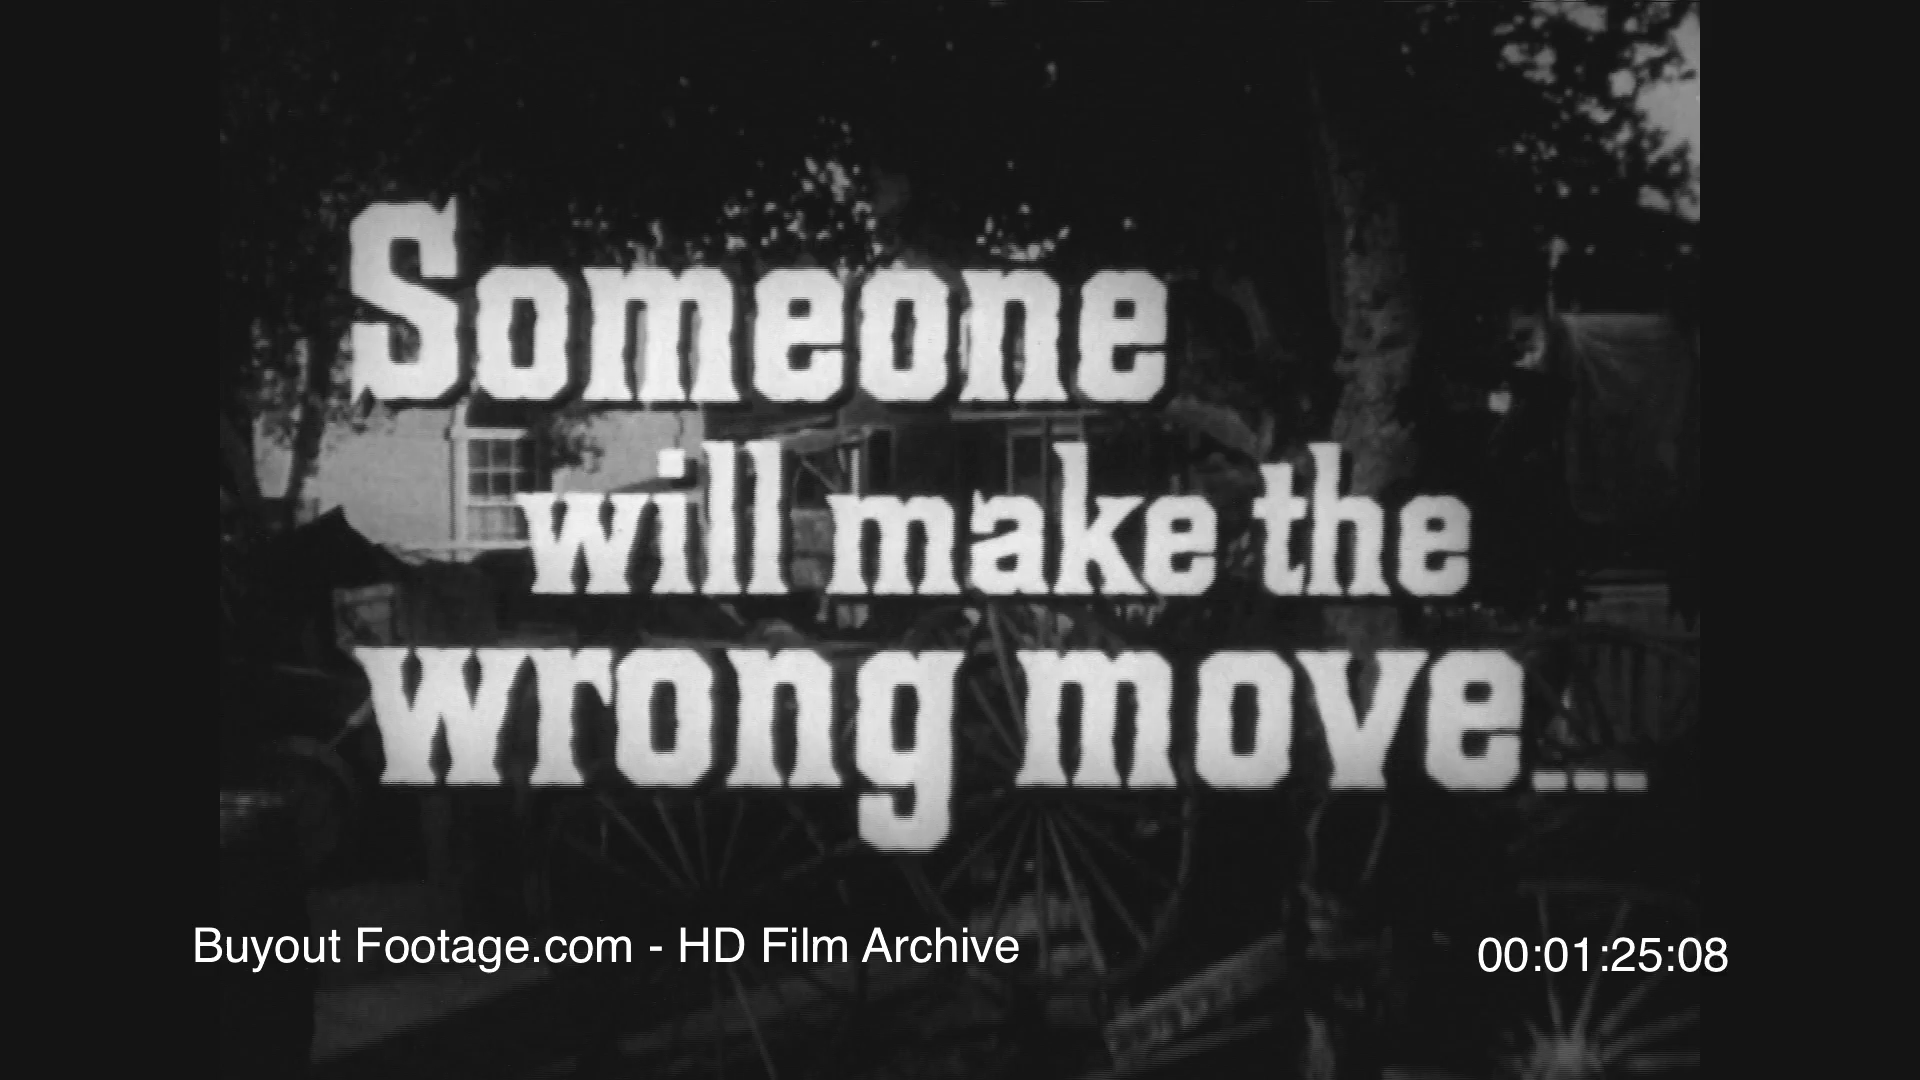 Someone
will make the
wrong move...
Buyout Footage.com - HD Film Archive
00:01:25:08